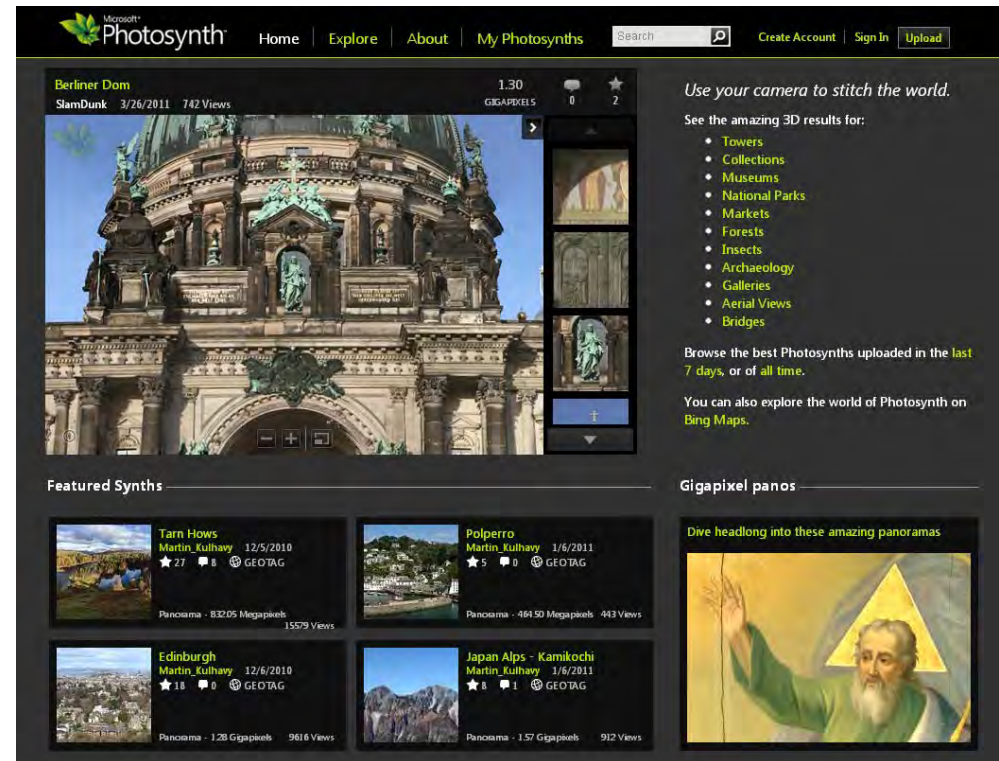 Microsoft®
Photosynth™
Home
Explore
About
My Photosynths
Search
Create Account
Sign In
Upload
Berliner Dom
SlamDunk 3/26/2011 742 Views
1.30
GIGAPIXELS
0
2
Use your camera to stitch the world.
See the amazing 3D results for:
• Towers
• Collections
• Museums
• National Parks
• Markets
• Forests
• Insects
• Archaeology
• Galleries
• Aerial Views
• Bridges
Browse the best Photosynths uploaded in the last
7 days, or of all time.
You can also explore the world of Photosynth on
Bing Maps.
Featured Synths
Tarn Hows
Martin_Kulhavy 12/5/2010
27 8 GEOTAG
Panorama - 832.05 Megapixels
15579 Views
Polperro
Martin_Kulhavy 1/6/2011
5 0 GEOTAG
Panorama - 464.50 Megapixels 443 Views
Edinburgh
Martin_Kulhavy 12/6/2010
18 0 GEOTAG
Panorama - 1.28 Gigapixels 9616 Views
Japan Alps - Kamikochi
Martin_Kulhavy 1/6/2011
8 1 GEOTAG
Panorama - 1.57 Gigapixels 912 Views
Gigapixel panos
Dive headlong into these amazing panoramas